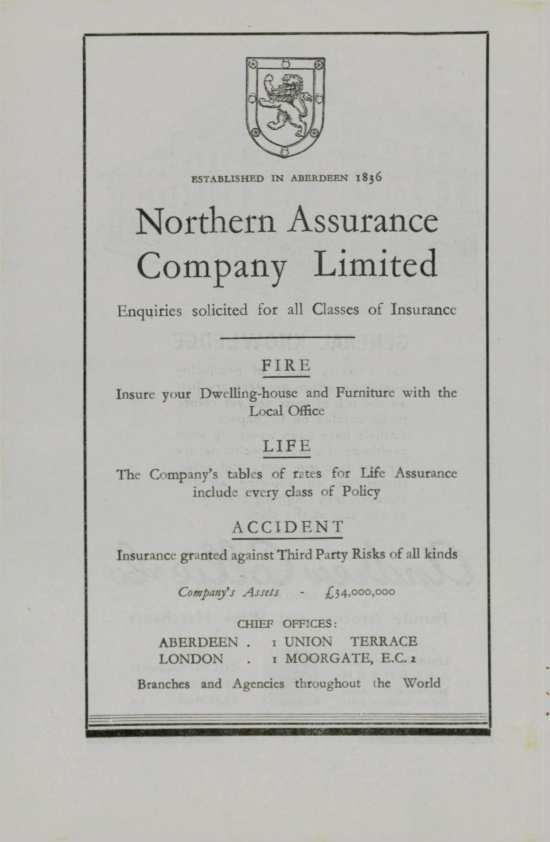 ESTABLISHED IN ABERDEEN 1836
Northern Assurance
Company Limited
Enquiries solicited for all Classes of Insurance
FIRE
Insure your Dwelling-house and Furniture with the
Local Office
LIFE
The Company's tables of rates for Life Assurance
include every class of Policy
ACCIDENT
Insurance granted against Third Party Risks of all kinds
Company's Assets - £34,000,000
CHIEF OFFICES:
ABERDEEN . 1 UNION TERRACE
LONDON . 1 MOORGATE, E.C. 2
Branches and Agencies throughout the World